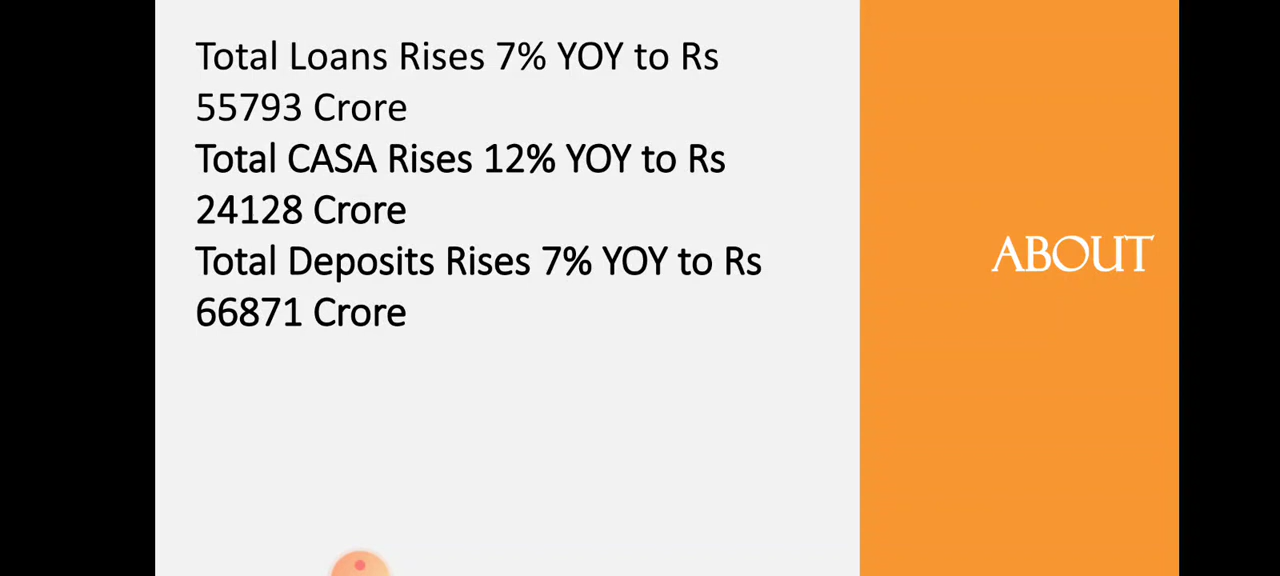 Total Loans Rises 7% YOY to Rs
55793 Crore
Total CASA Rises 12% YOY to Rs
24128 Crore
Total Deposits Rises 7% YOY to Rs
66871 Crore
ABOUT